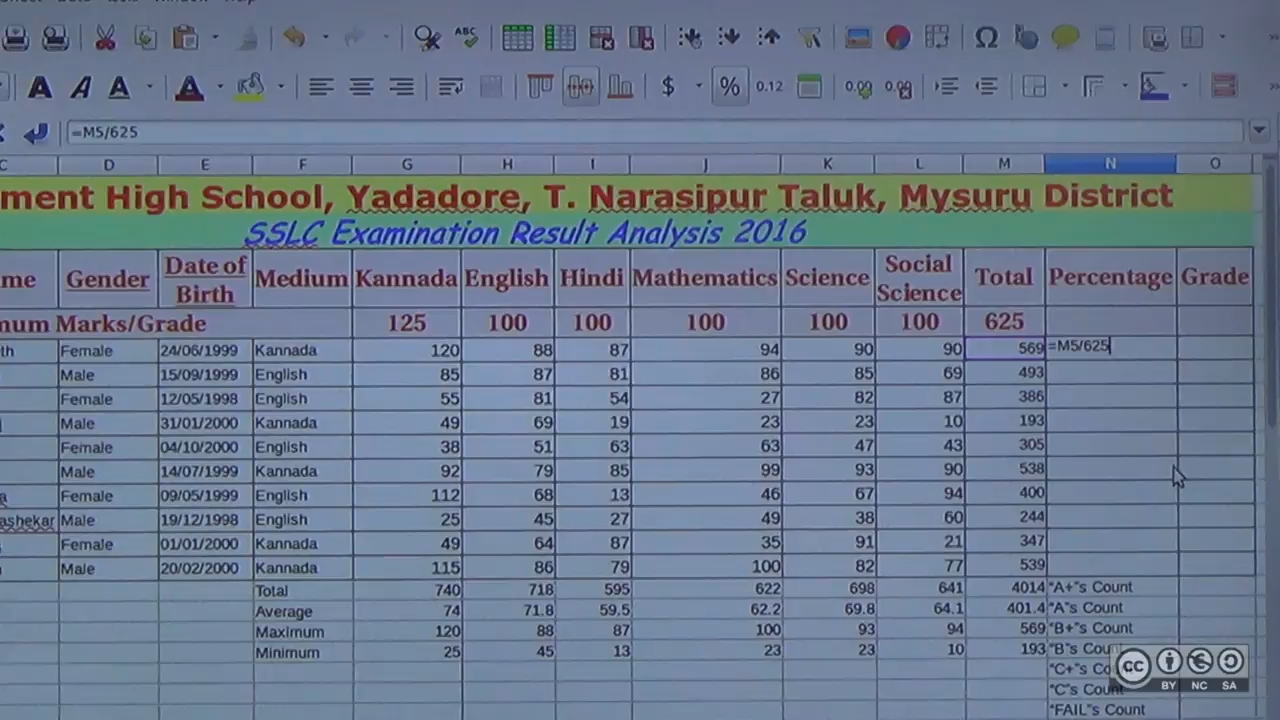 =M5/625
C D E F G H I J K L M N O
ment High School, Yadadore, T. Narasipur Taluk, Mysuru District
SSLC Examination Result Analysis 2016
me Gender Date of Birth Medium Kannada English Hindi Mathematics Science Social Science Total Percentage Grade
num Marks/Grade 125 100 100 100 100 100 625
th Female 24/06/1999 Kannada 120 88 87 94 90 90 569 =M5/625
Male 15/09/1999 English 85 87 81 86 85 69 493
Female 12/05/1998 English 55 81 54 27 82 87 386
Male 31/01/2000 Kannada 49 69 19 23 23 10 193
Female 04/10/2000 English 38 51 63 63 47 43 305
Male 14/07/1999 Kannada 92 79 85 99 93 90 538
a Female 09/05/1999 English 112 68 13 46 67 94 400
ashekar Male 19/12/1998 English 25 45 27 49 38 60 244
Female 01/01/2000 Kannada 49 64 87 35 91 21 347
Male 20/02/2000 Kannada 115 86 79 100 82 77 539
Total 740 718 595 622 698 641 4014 "A+"s Count
Average 74 71.8 59.5 62.2 69.8 64.1 401.4 "A"s Count
Maximum 120 88 87 100 93 94 569 "B+"s Count
Minimum 25 45 13 23 23 10 193 "B"s Cou
"C+"s Co
"C"s Count
"FAIL"s Count
cc BY NC SA